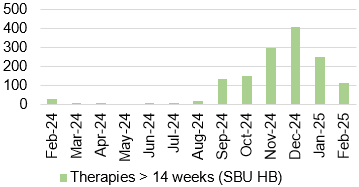 500
400
300
200
100
0
Feb-24
Mar-24
Apr-24
May-24
Jun-24
Jul-24
Aug-24
Sep-24
Oct-24
Nov-24
Dec-24
Jan-25
Feb-25
Therapies > 14 weeks (SBU HB)